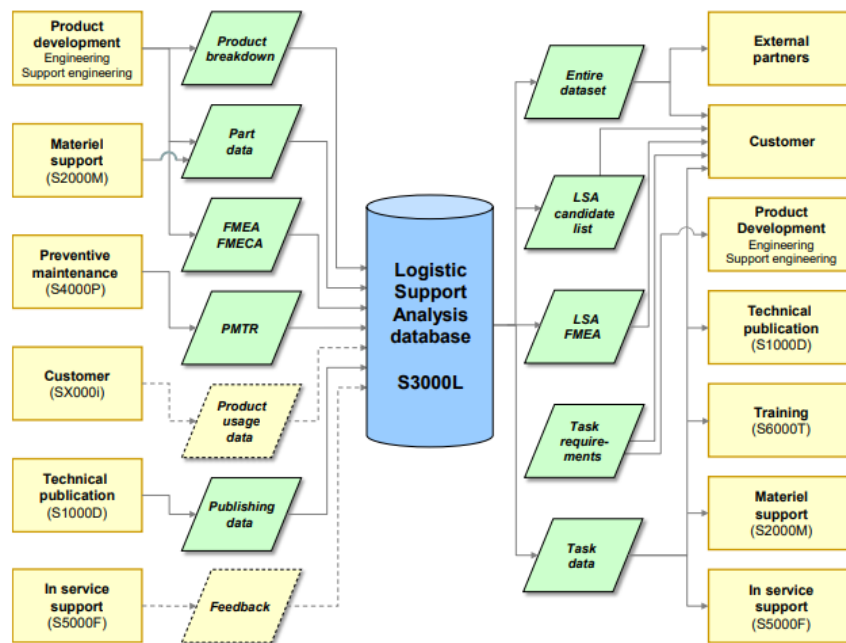 Product
development
Engineering
Support engineering
Materiel
support
(S2000M)
Preventive
maintenance
(S4000P)
Customer
(SX000i)
Technical
publication
(S1000D)
In service
support
(S5000F)
Product
breakdown
Part
data
FMEA
FMECA
PMTR
Product
usage
data
Publishing
data
Feedback
Logistic
Support
Analysis
database
S3000L
Entire
dataset
LSA
candidate
list
LSA
FMEA
Task
require-
ments
Task
data
External
partners
Customer
Product
Development
Engineering
Support engineering
Technical
publication
(S1000D)
Training
(S6000T)
Materiel
support
(S2000M)
In service
support
(S5000F)